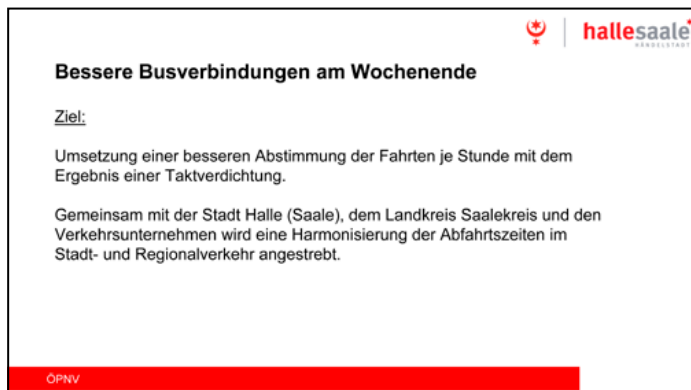 hallesaale*
HÄNDELSTADT
Bessere Busverbindungen am Wochenende
Ziel:
Umsetzung einer besseren Abstimmung der Fahrten je Stunde mit dem
Ergebnis einer Taktverdichtung.
Gemeinsam mit der Stadt Halle (Saale), dem Landkreis Saalekreis und den
Verkehrsunternehmen wird eine Harmonisierung der Abfahrtszeiten im
Stadt- und Regionalverkehr angestrebt.
ÖPNV